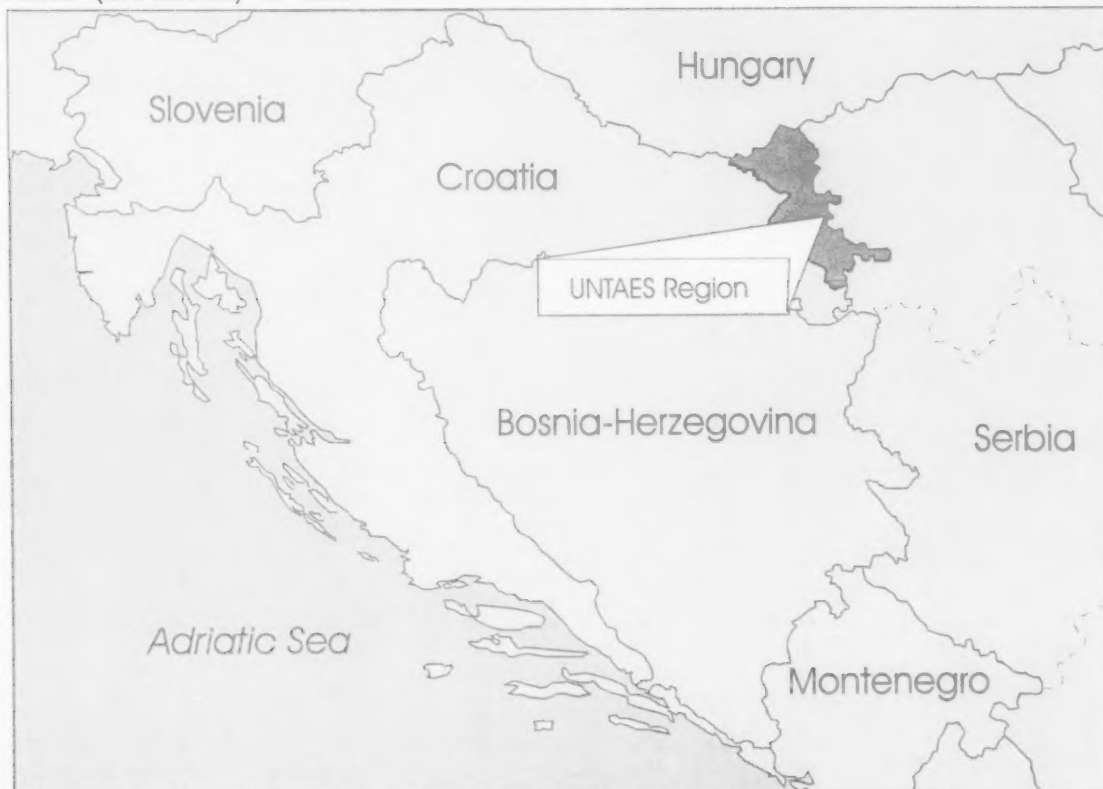 Hungary
Slovenia
Croatia
UNTAES Region
Bosnia-Herzegovina
Serbia
Adriatic Sea
Montenegro